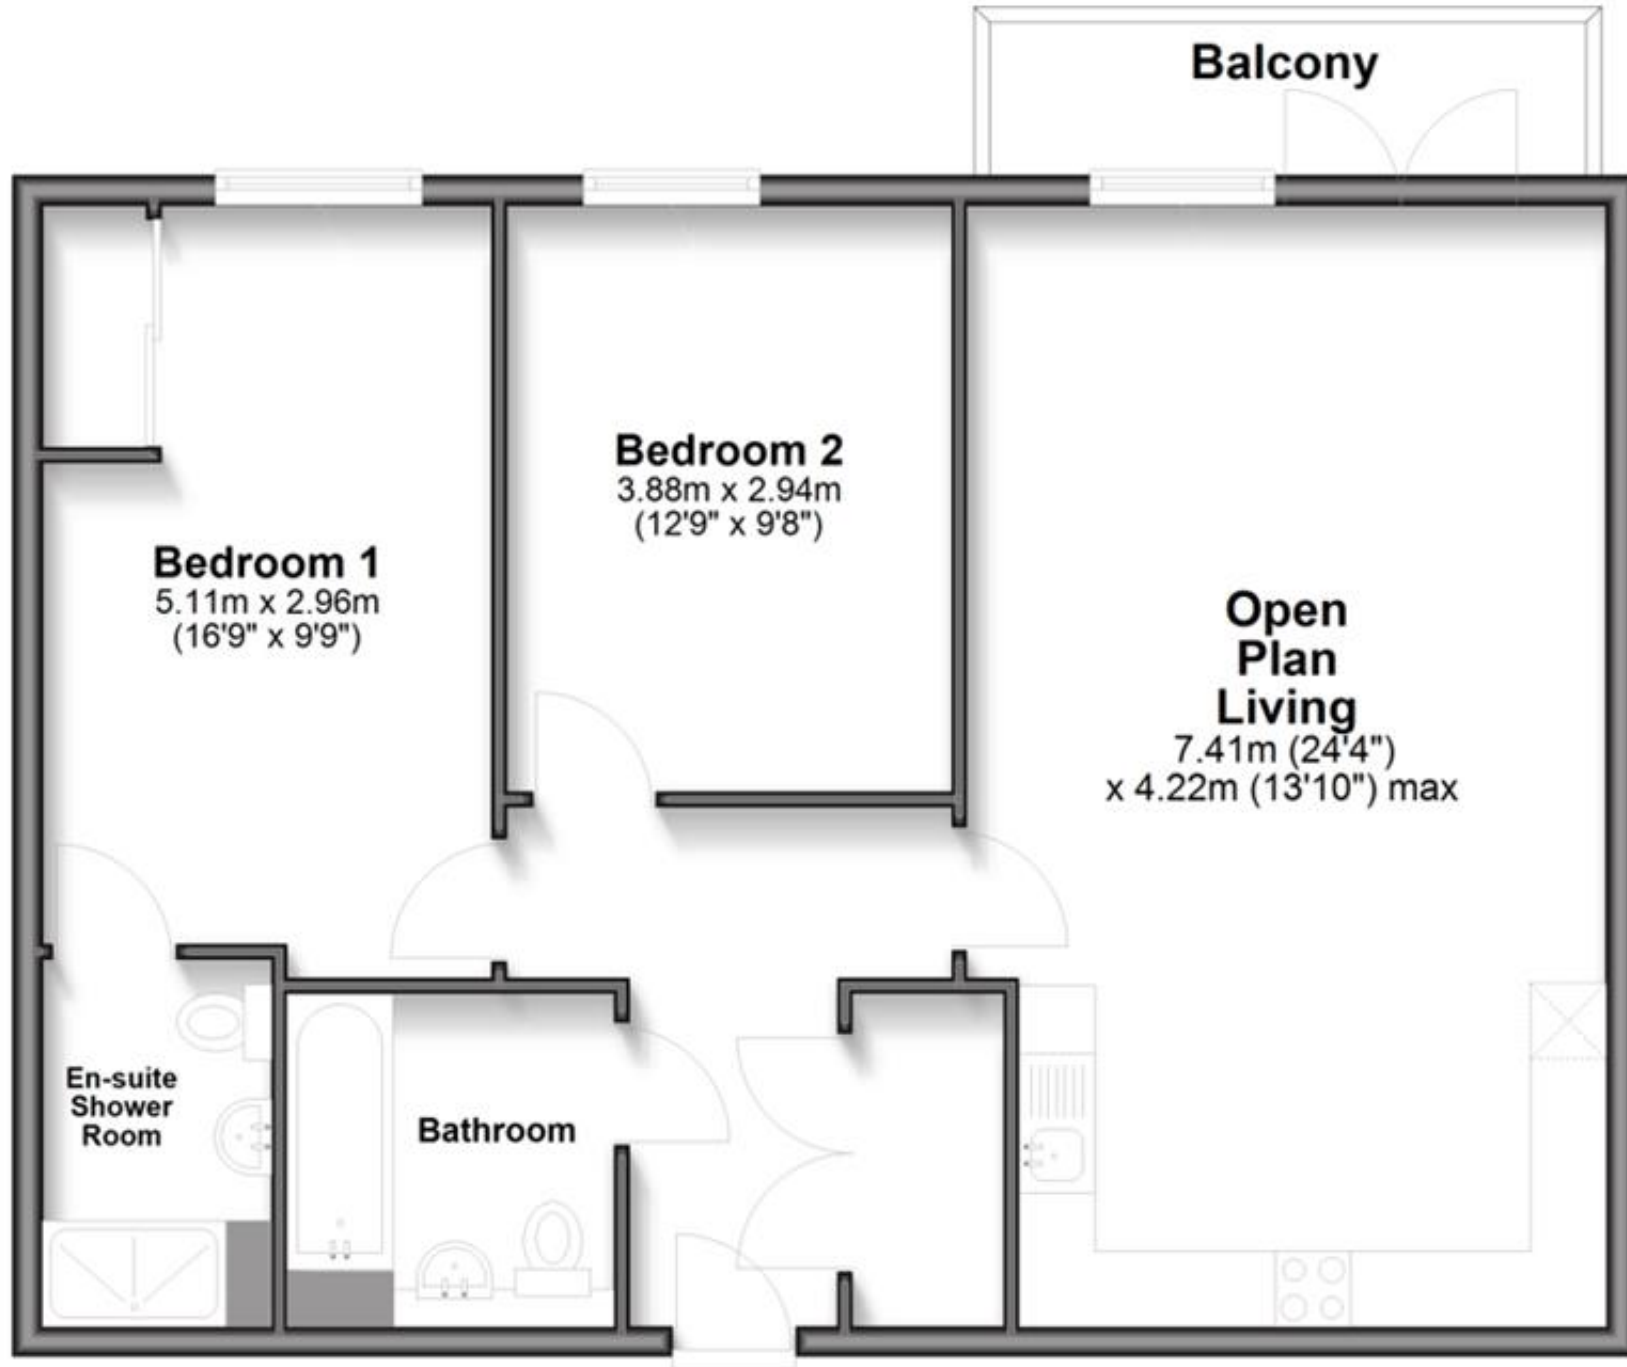 Balcony
Bedroom 2
3.88m x 2.94m
(12'9" x 9'8")
Bedroom 1
5.11m x 2.96m
(16'9" x 9'9")
Open
Plan
Living
7.41m (24'4")
x 4.22m (13'10") max
En-suite
Shower
Room
Bathroom